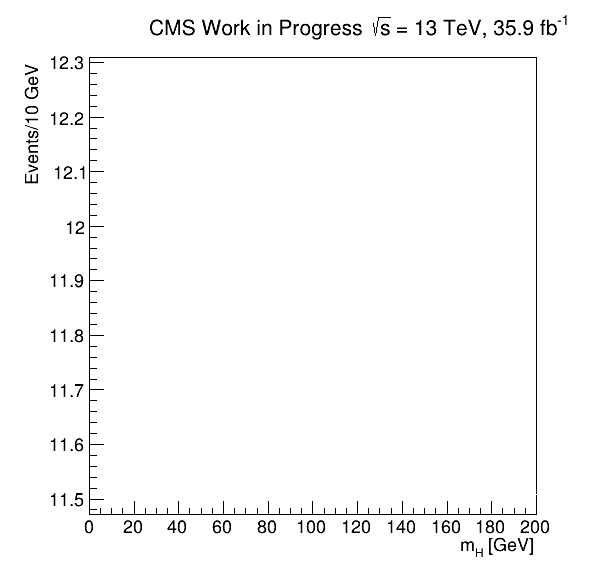 CMS Work in Progress √s = 13 TeV, 35.9 fb⁻¹
Events/10 GeV
12.3
12.2
12.1
12
11.9
11.8
11.7
11.6
11.5
0 20 40 60 80 100 120 140 160 180 200
m_H [GeV]